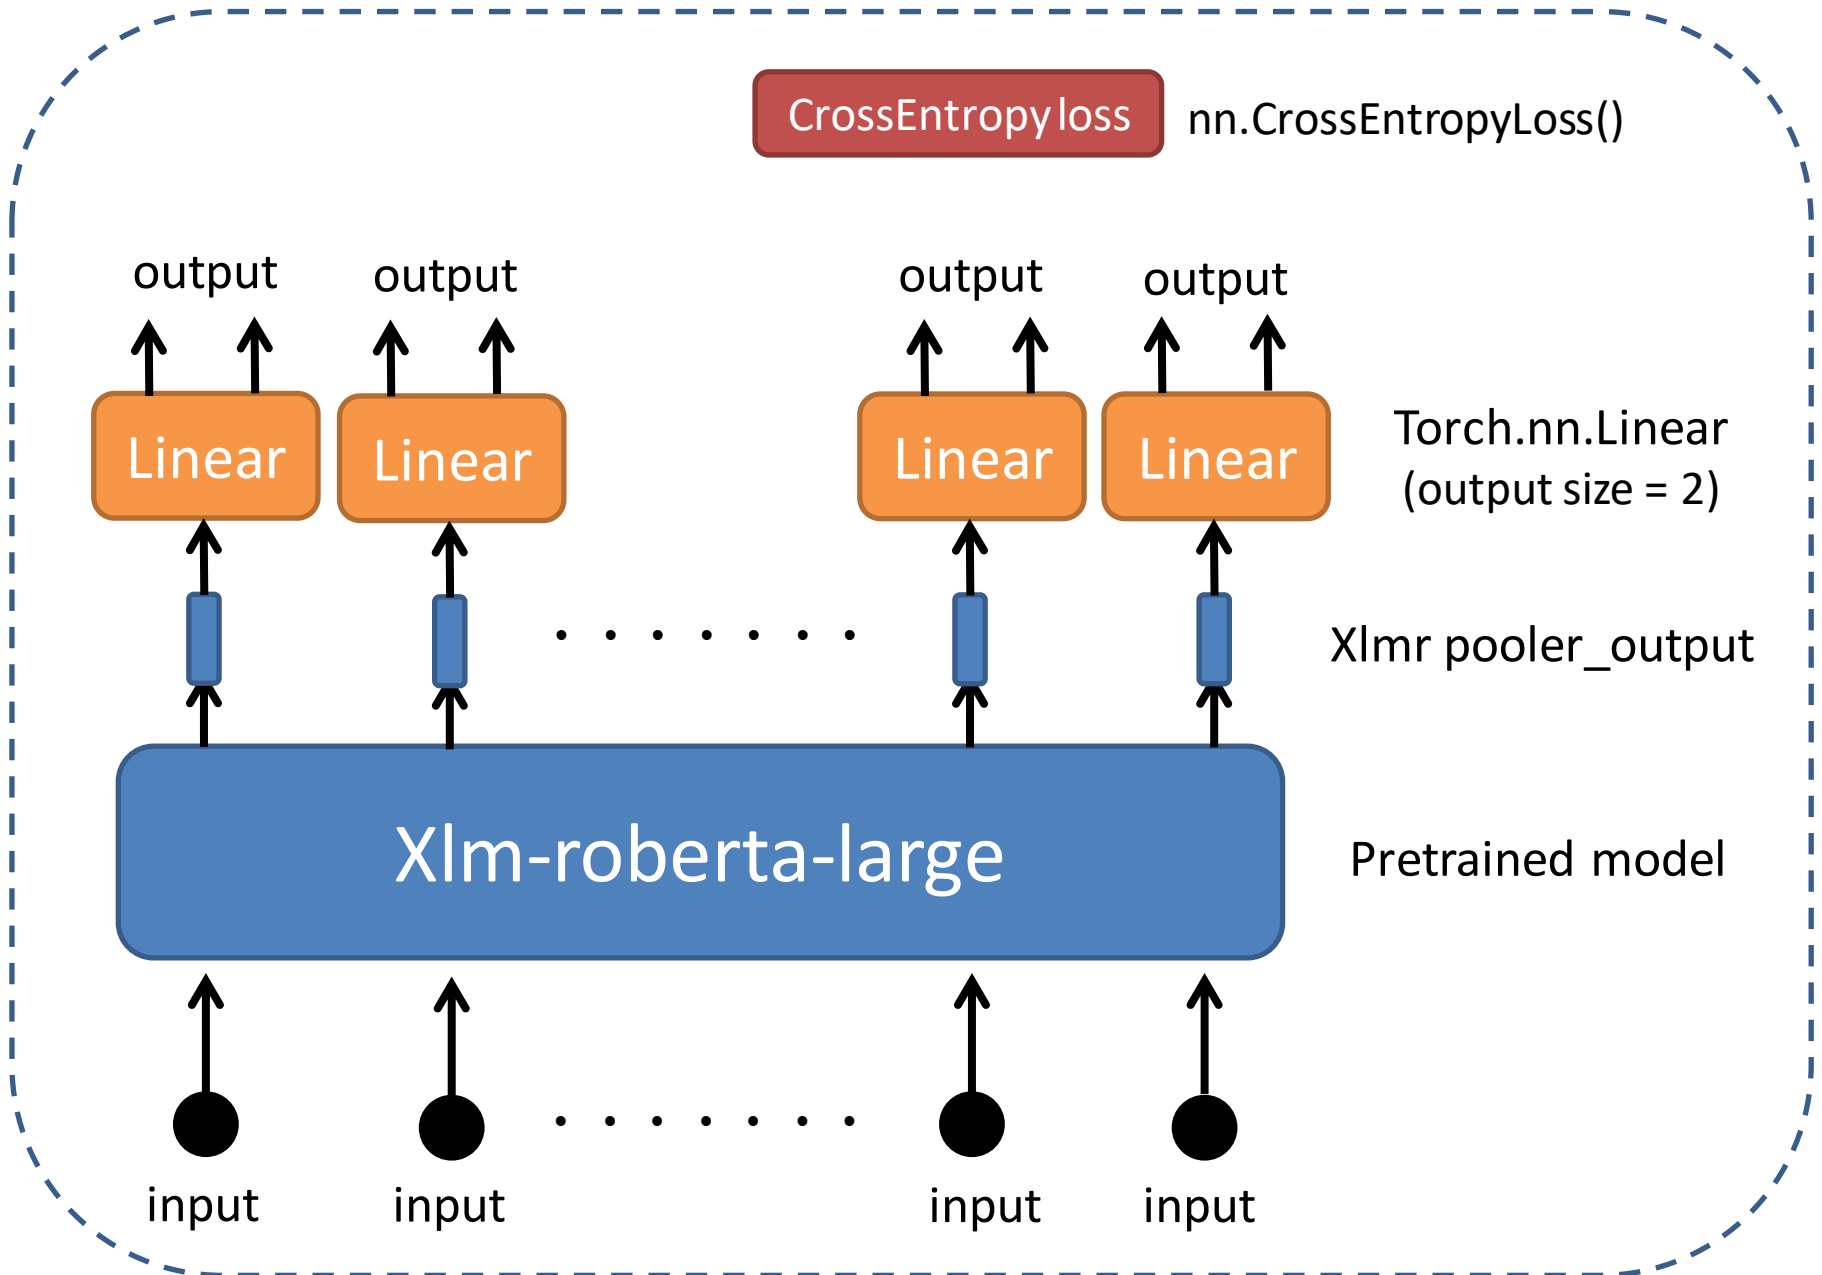 CrossEntropy loss nn.CrossEntropyLoss()
output output output output
Linear Linear Linear Linear Torch.nn.Linear
(output size = 2)
Xlmr pooler_output
Xlm-roberta-large Pretrained model
input input input input